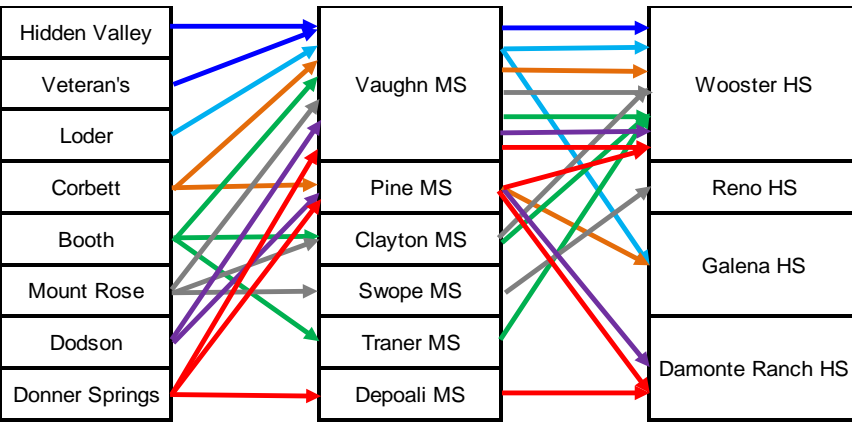 Hidden Valley
Veteran's
Loder
Corbett
Booth
Mount Rose
Dodson
Donner Springs
Vaughn MS
Pine MS
Clayton MS
Swope MS
Traner MS
Depoali MS
Wooster HS
Reno HS
Galena HS
Damonte Ranch HS